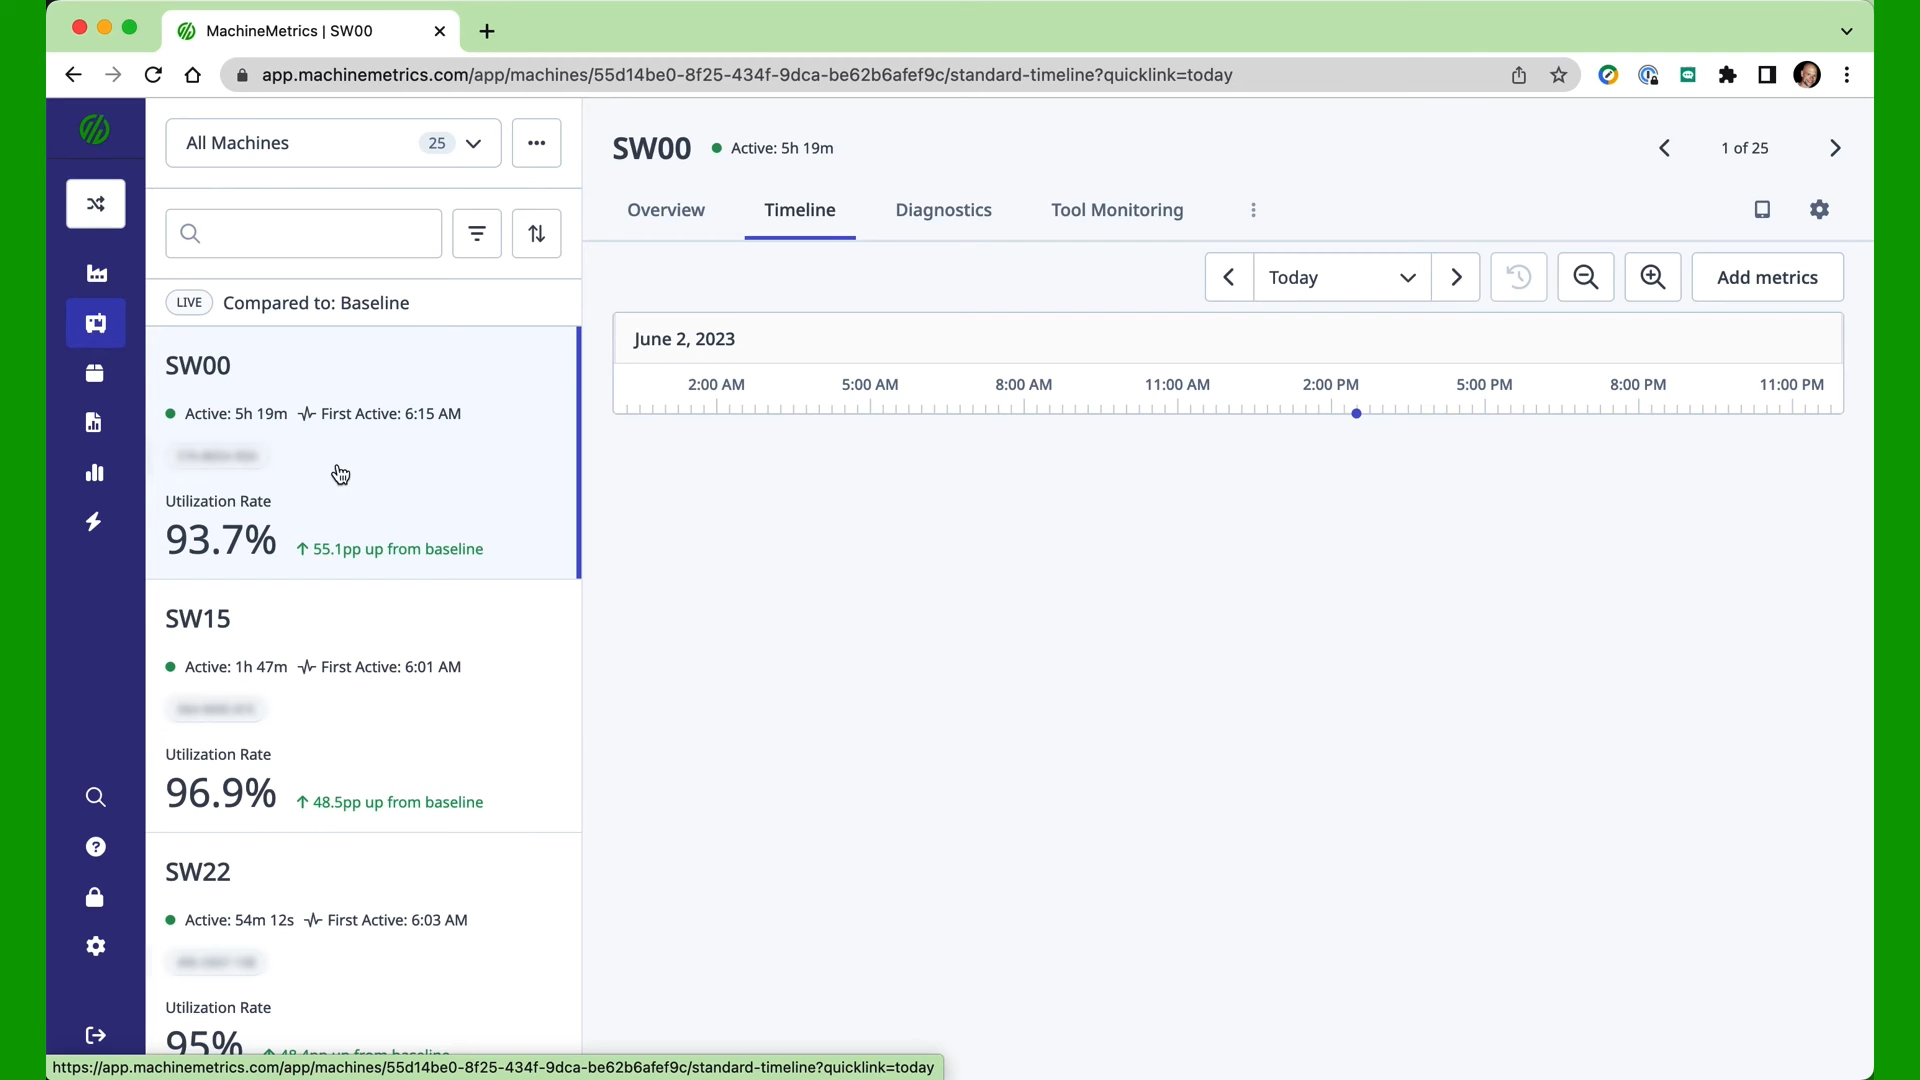 MachineMetrics | SW00
app.machinemetrics.com/app/machines/55d14be0-8f25-434f-9dca-be62b6afef9c/standard-timeline?quicklink=today
All Machines 25
LIVE Compared to: Baseline
SW00
Active: 5h 19m First Active: 6:15 AM
Utilization Rate
93.7% ↑ 55.1pp up from baseline
SW15
Active: 1h 47m First Active: 6:01 AM
Utilization Rate
96.9% ↑ 48.5pp up from baseline
SW22
Active: 54m 12s First Active: 6:03 AM
Utilization Rate
95% ↑ 48.4pp up from baseline
SW00 Active: 5h 19m
1 of 25
Overview Timeline Diagnostics Tool Monitoring
Today Add metrics
June 2, 2023
2:00 AM 5:00 AM 8:00 AM 11:00 AM 2:00 PM 5:00 PM 8:00 PM 11:00 PM
https://app.machinemetrics.com/app/machines/55d14be0-8f25-434f-9dca-be62b6afef9c/standard-timeline?quicklink=today